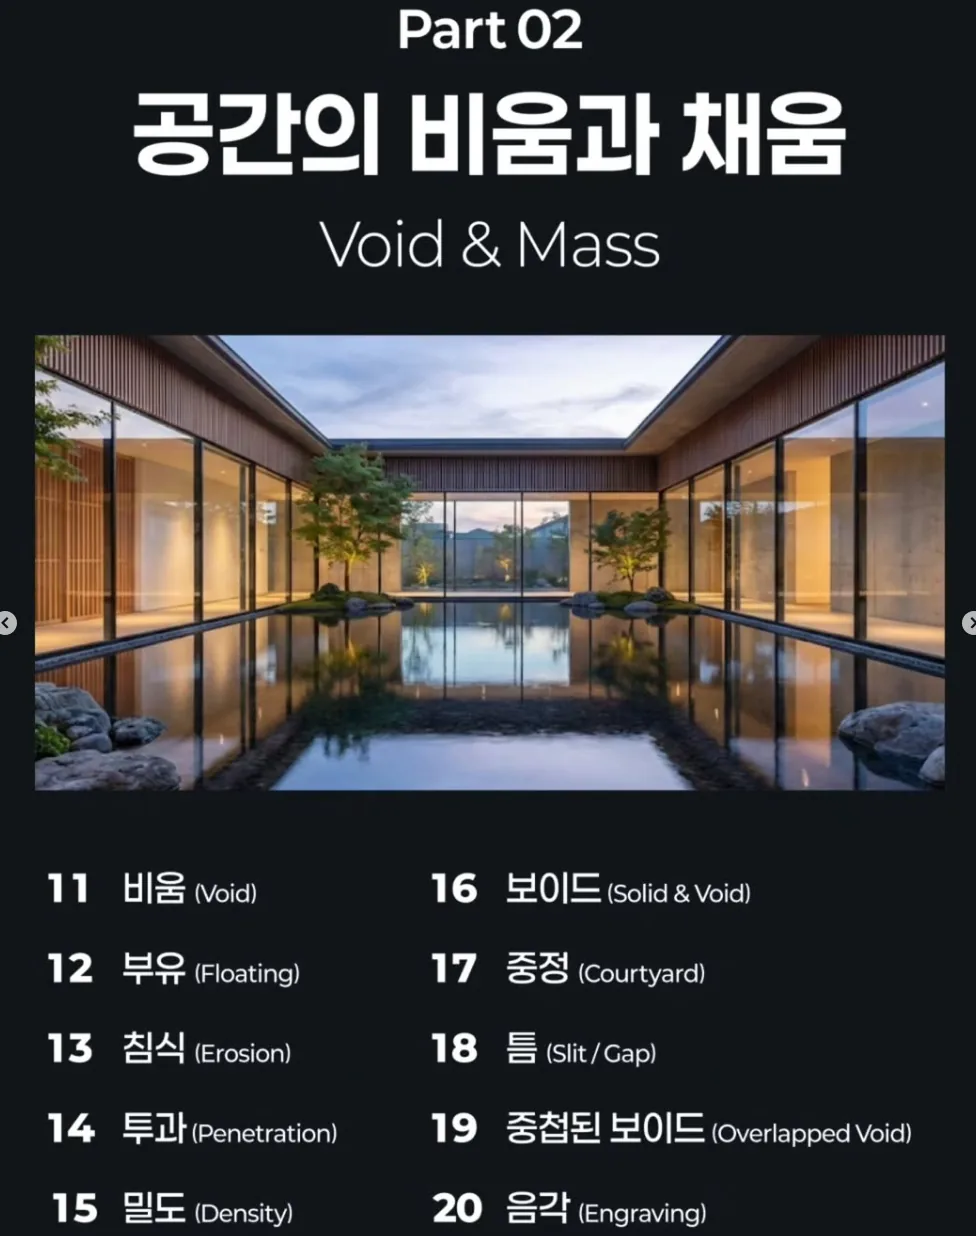 Part 02
공간의 비움과 채움
Void & Mass
11 비움 (Void)
12 부유 (Floating)
13 침식 (Erosion)
14 투과 (Penetration)
15 밀도 (Density)
16 보이드 (Solid & Void)
17 중정 (Courtyard)
18 틈 (Slit / Gap)
19 중첩된 보이드 (Overlapped Void)
20 음각 (Engraving)